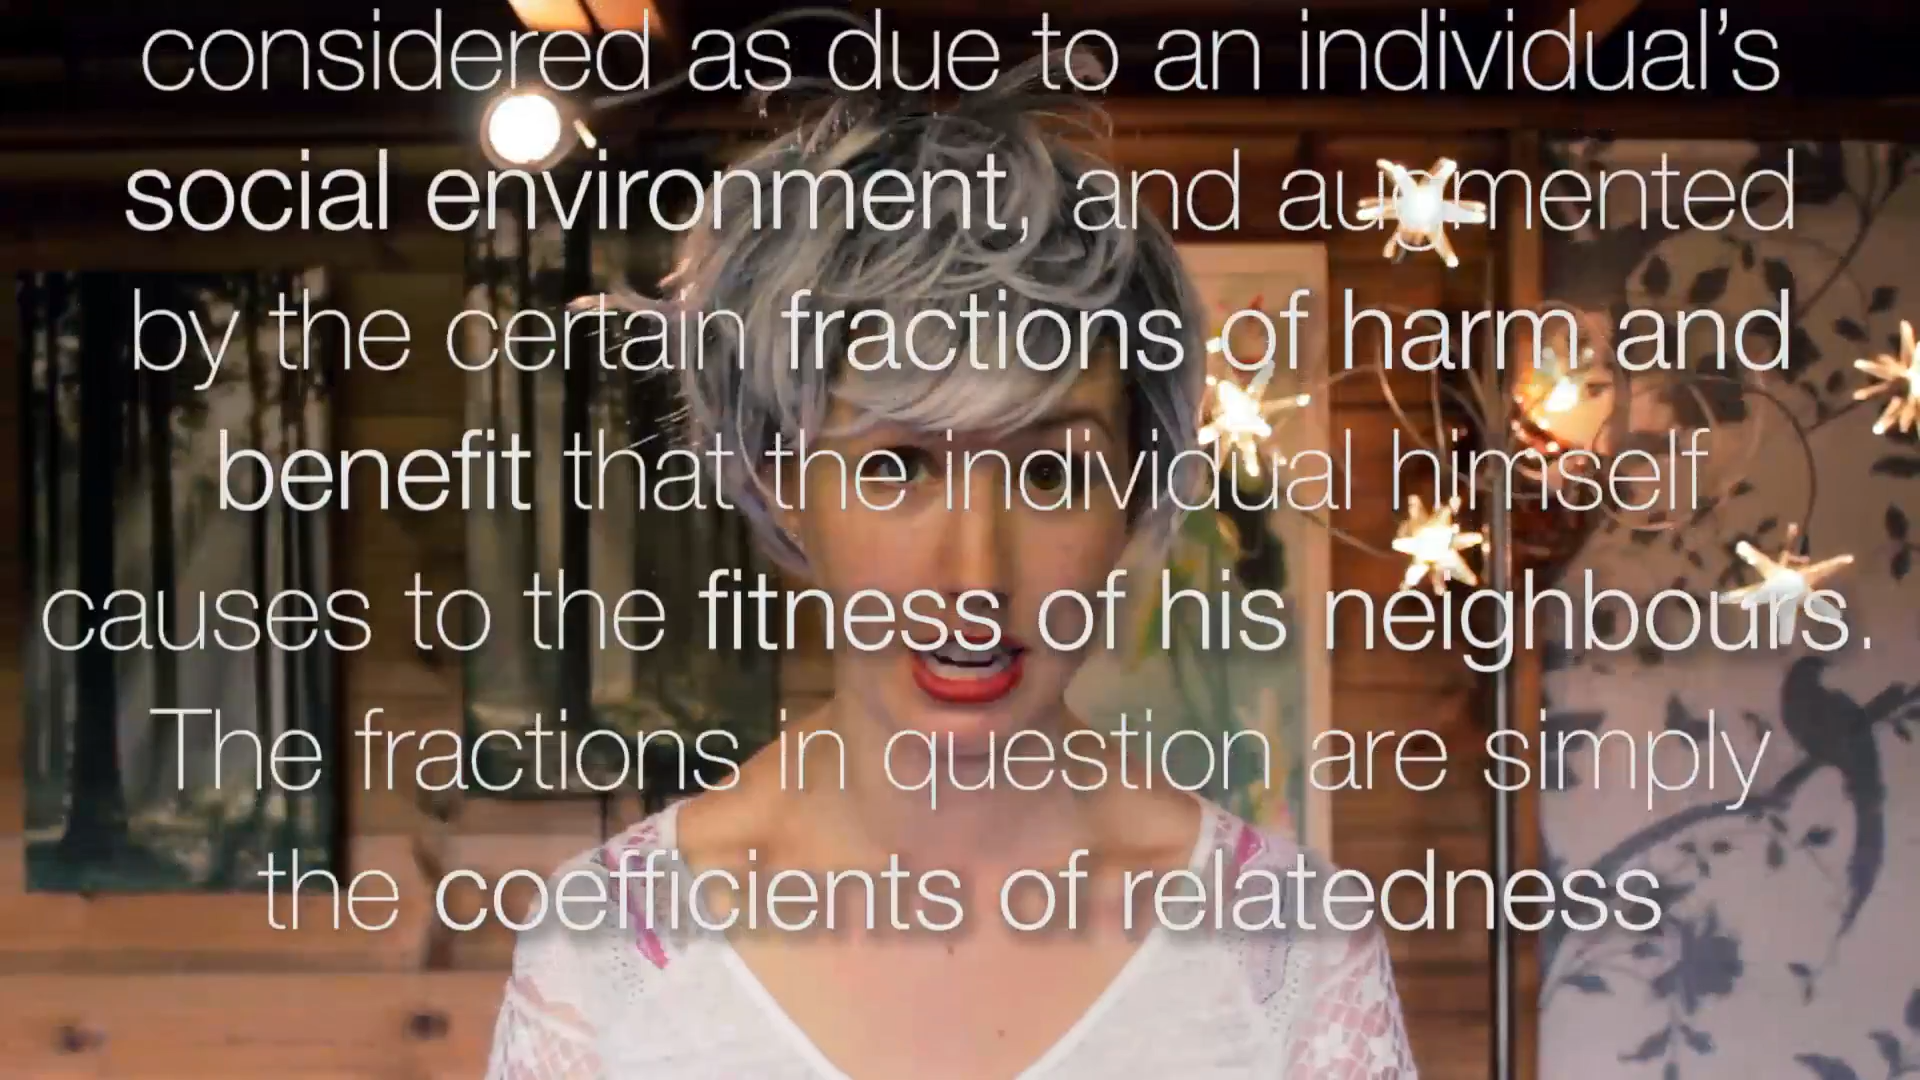 considered as due to an individual’s
social environment, and augmented
by the certain fractions of harm and
benefit that the individual himself
causes to the fitness of his neighbours.
The fractions in question are simply
the coefficients of relatedness